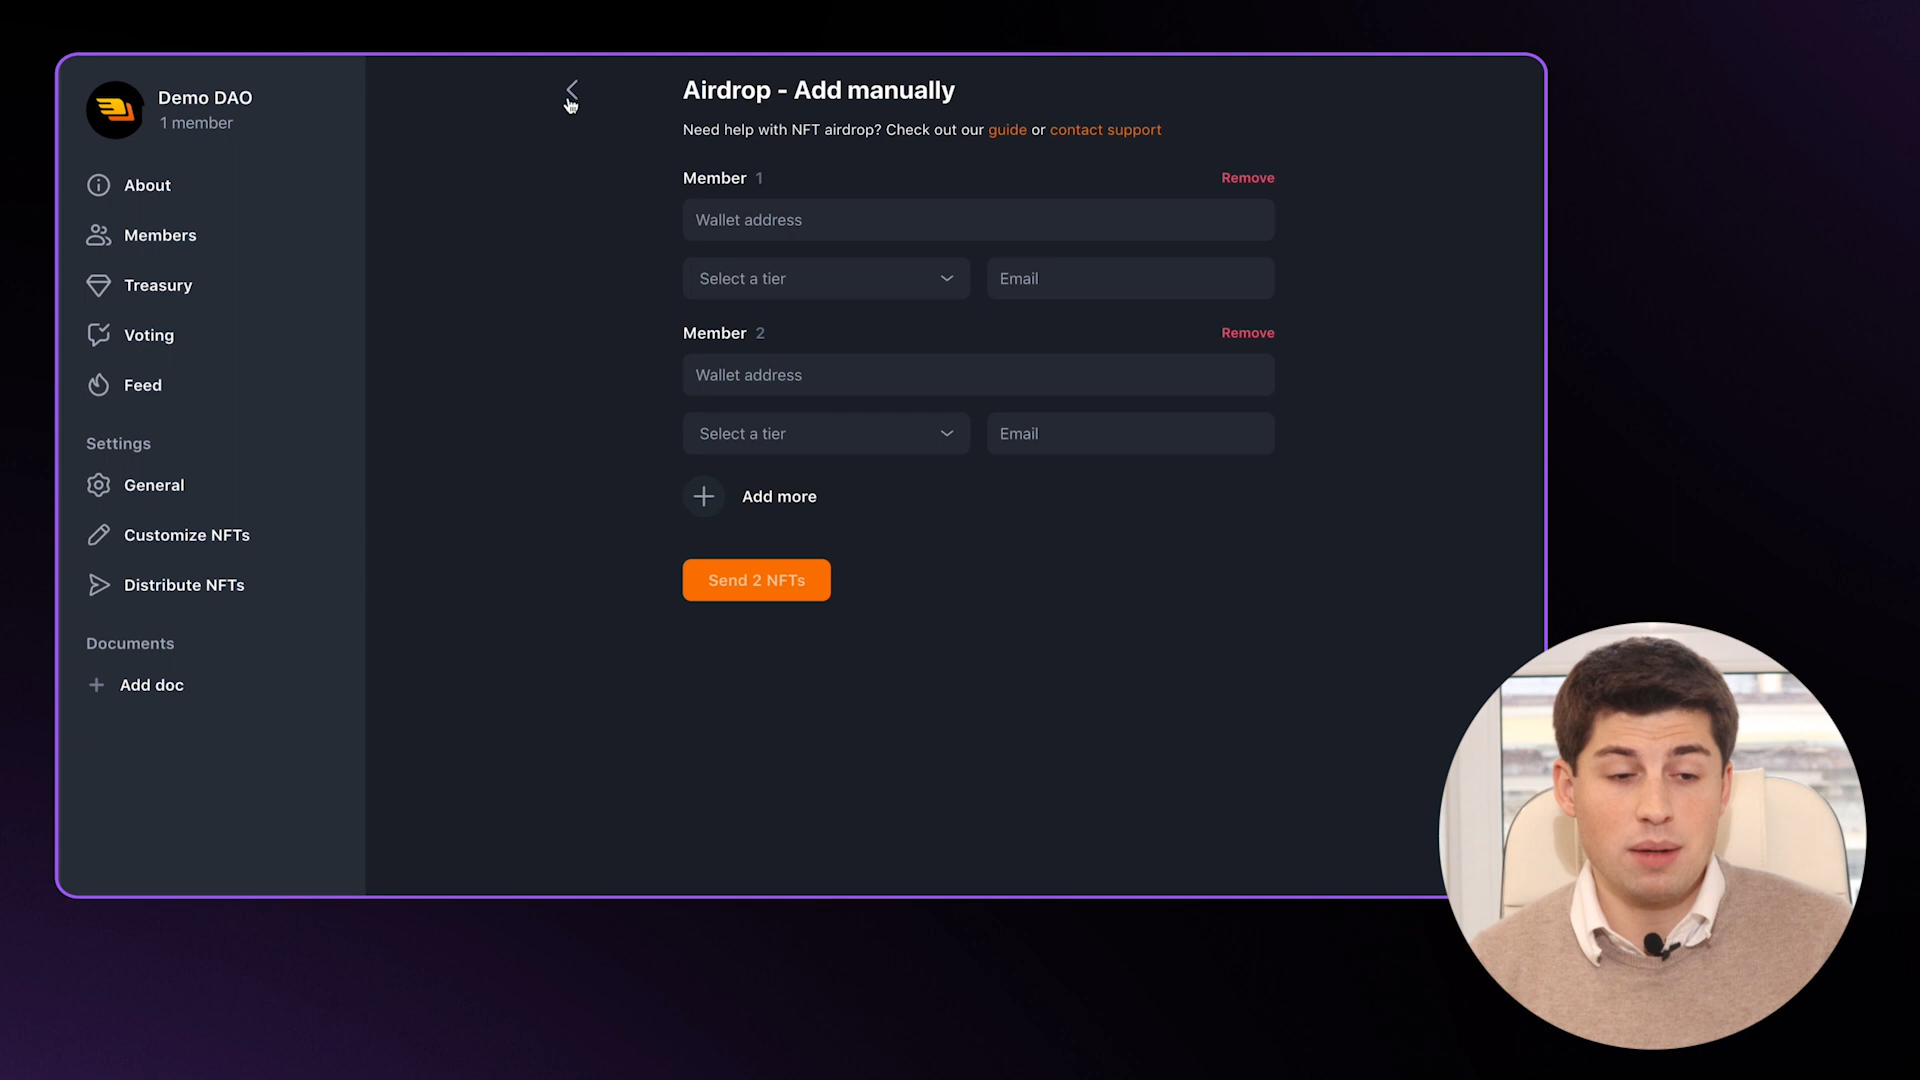 Demo DAO
1 member
About
Members
Treasury
Voting
Feed
Settings
General
Customize NFTs
Distribute NFTs
Documents
Add doc
Airdrop - Add manually
Need help with NFT airdrop? Check out our guide or contact support
Member 1 Remove
Wallet address
Select a tier Email
Member 2 Remove
Wallet address
Select a tier Email
Add more
Send 2 NFTs